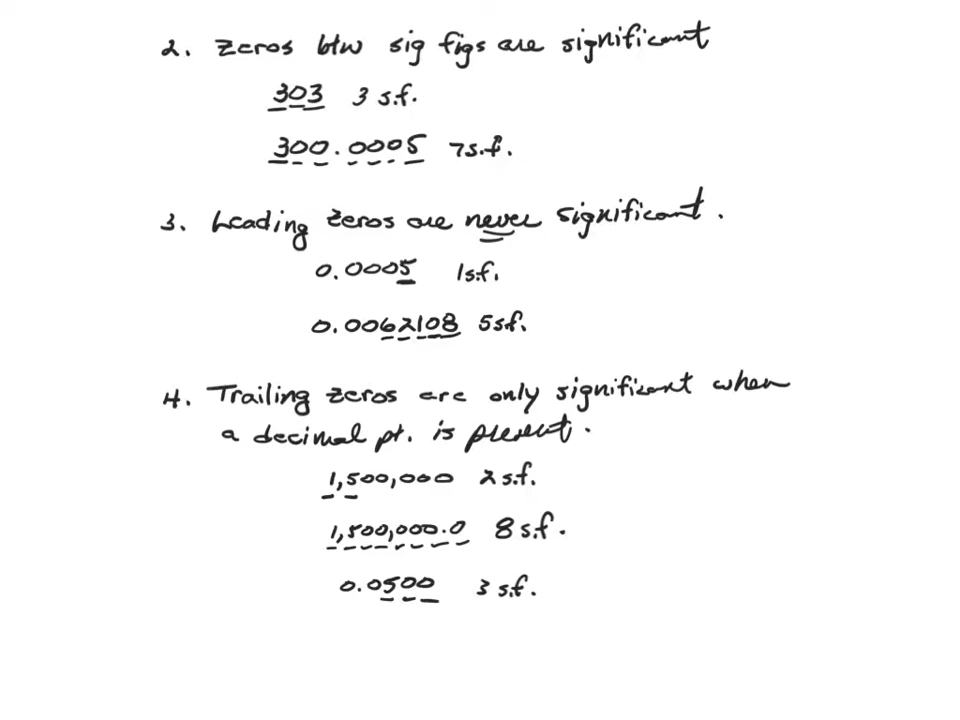 2. Zeros btw sig figs are significant
303 3 s.f.
300.0005 7 s.f.
3. Leading zeros are never significant.
0.0005 1 s.f.
0.0062108 5 s.f.
4. Trailing zeros are only significant when
a decimal pt. is present.
1,500,000 2 s.f.
1,500,000.0 8 s.f.
0.0500 3 s.f.